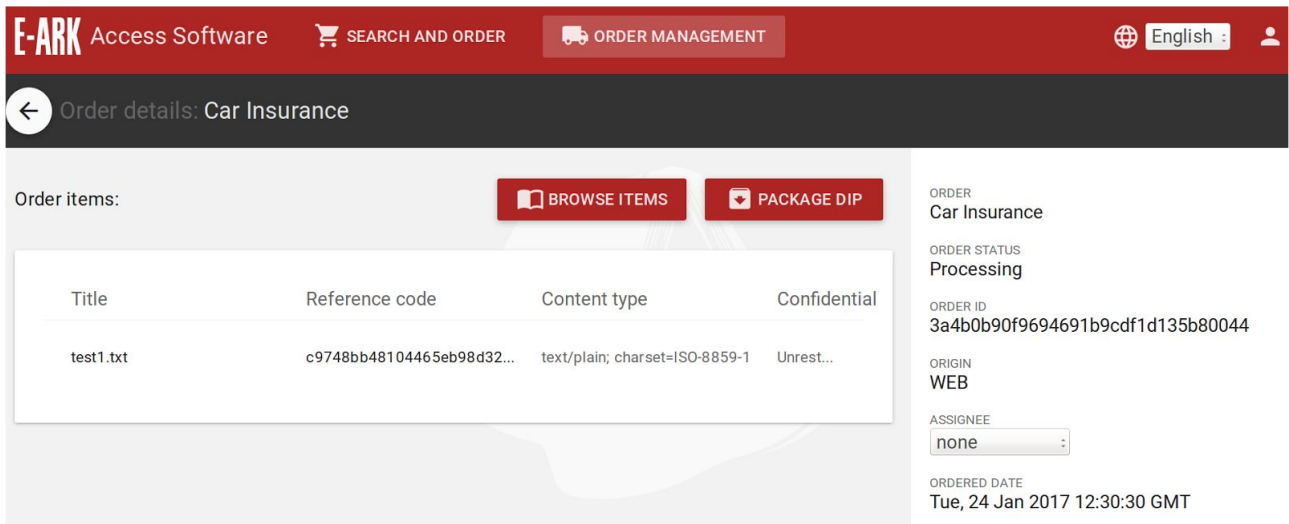 E-ARK Access Software SEARCH AND ORDER ORDER MANAGEMENT English
Order details: Car Insurance
Order items: BROWSE ITEMS PACKAGE DIP
Title Reference code Content type Confidential
test1.txt c9748bb48104465eb98d32... text/plain; charset=ISO-8859-1 Unrest...
ORDER
Car Insurance
ORDER STATUS
Processing
ORDER ID
3a4b0b90f9694691b9cdf1d135b80044
ORIGIN
WEB
ASSIGNEE
none
ORDERED DATE
Tue, 24 Jan 2017 12:30:30 GMT